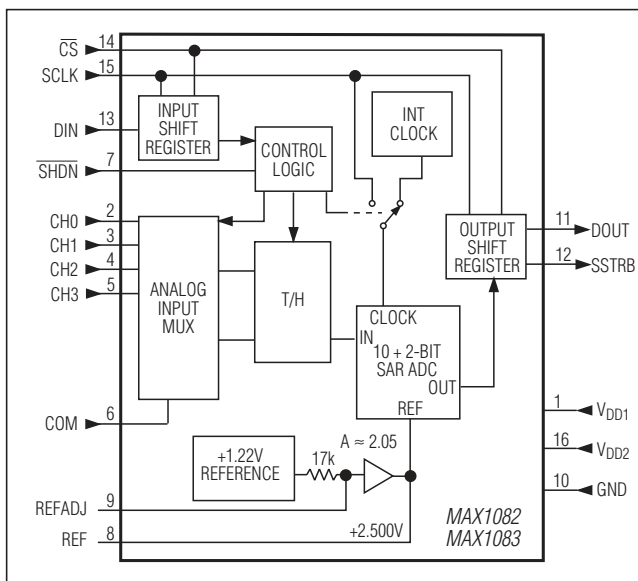 C̅S̅ 14
SCLK 15
DIN 13
S̅H̅D̅N̅ 7
CH0 2
CH1 3
CH2 4
CH3 5
COM 6
REFADJ 9
REF 8
INPUT
SHIFT
REGISTER
CONTROL
LOGIC
INT
CLOCK
ANALOG
INPUT
MUX
T/H
CLOCK
IN
10 + 2-BIT
SAR ADC
OUT
REF
OUTPUT
SHIFT
REGISTER
11 DOUT
12 SSTRB
1 VDD1
16 VDD2
10 GND
+1.22V
REFERENCE
17k
A ≈ 2.05
+2.500V
MAX1082
MAX1083